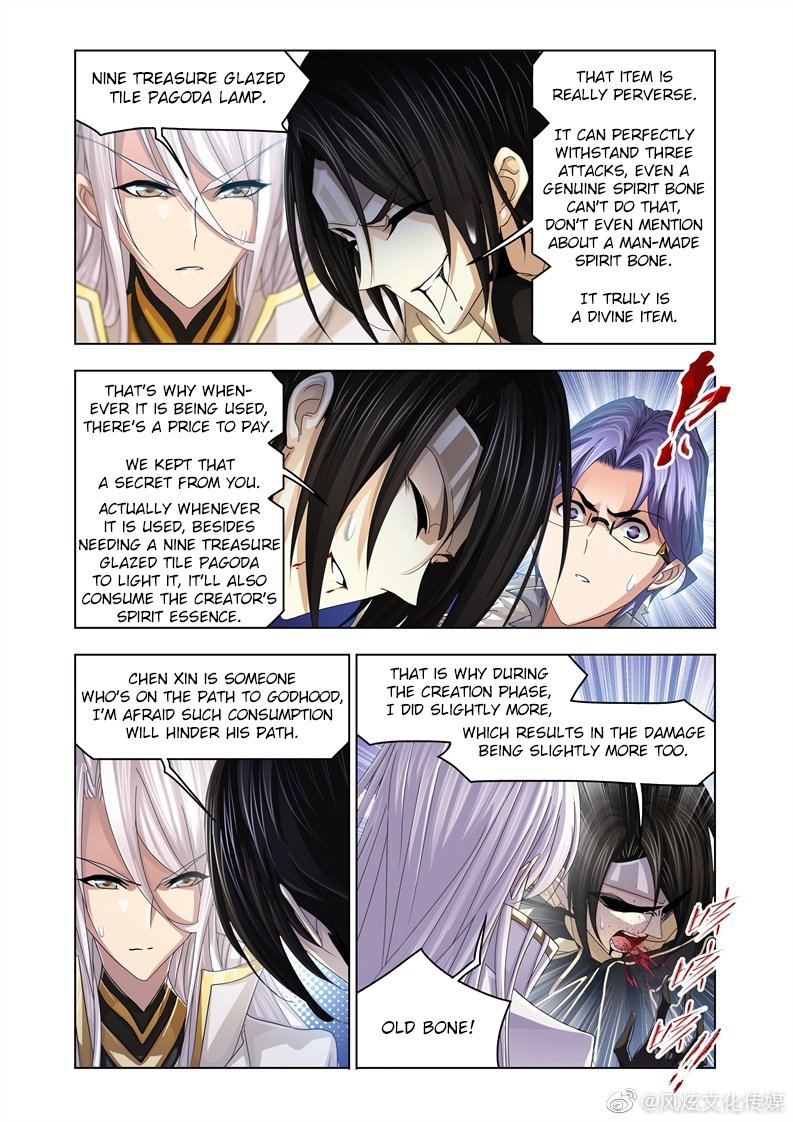 NINE TREASURE GLAZED
TILE PAGODA LAMP.
THAT ITEM IS
REALLY PERVERSE.
IT CAN PERFECTLY
WITHSTAND THREE
ATTACKS, EVEN A
GENUINE SPIRIT BONE
CAN'T DO THAT,
DON'T EVEN MENTION
ABOUT A MAN-MADE
SPIRIT BONE.
IT TRULY IS
A DIVINE ITEM.
THAT'S WHY WHEN-
EVER IT IS BEING USED,
THERE'S A PRICE TO PAY.
WE KEPT THAT
A SECRET FROM YOU.
ACTUALLY WHENEVER
IT IS USED, BESIDES
NEEDING A NINE TREASURE
GLAZED TILE PAGODA
TO LIGHT IT, IT'LL ALSO
CONSUME THE CREATOR'S
SPIRIT ESSENCE.
!
CHEN XIN IS SOMEONE
WHO'S ON THE PATH TO GODHOOD,
I'M AFRAID SUCH CONSUMPTION
WILL HINDER HIS PATH.
THAT IS WHY DURING
THE CREATION PHASE,
I DID SLIGHTLY MORE,
WHICH RESULTS IN THE DAMAGE
BEING SLIGHTLY MORE TOO.
OLD BONE!
@风炫文化传媒